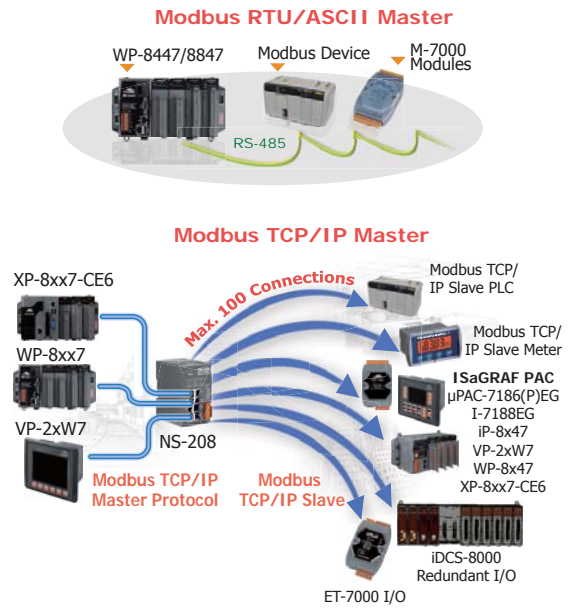 Modbus RTU/ASCII Master
WP-8447/8847
Modbus Device
M-7000
Modules
RS-485
Modbus TCP/IP Master
XP-8xx7-CE6
WP-8xx7
VP-2xW7
NS-208
Max. 100 Connections
Modbus TCP/IP
Master Protocol
Modbus
TCP/IP Slave
Modbus TCP/
IP Slave PLC
Modbus TCP/
IP Slave Meter
ISaGRAF PAC
µPAC-7186(P)EG
I-7188EG
iP-8x47
VP-2xW7
WP-8x47
XP-8xx7-CE6
iDCS-8000
Redundant I/O
ET-7000 I/O